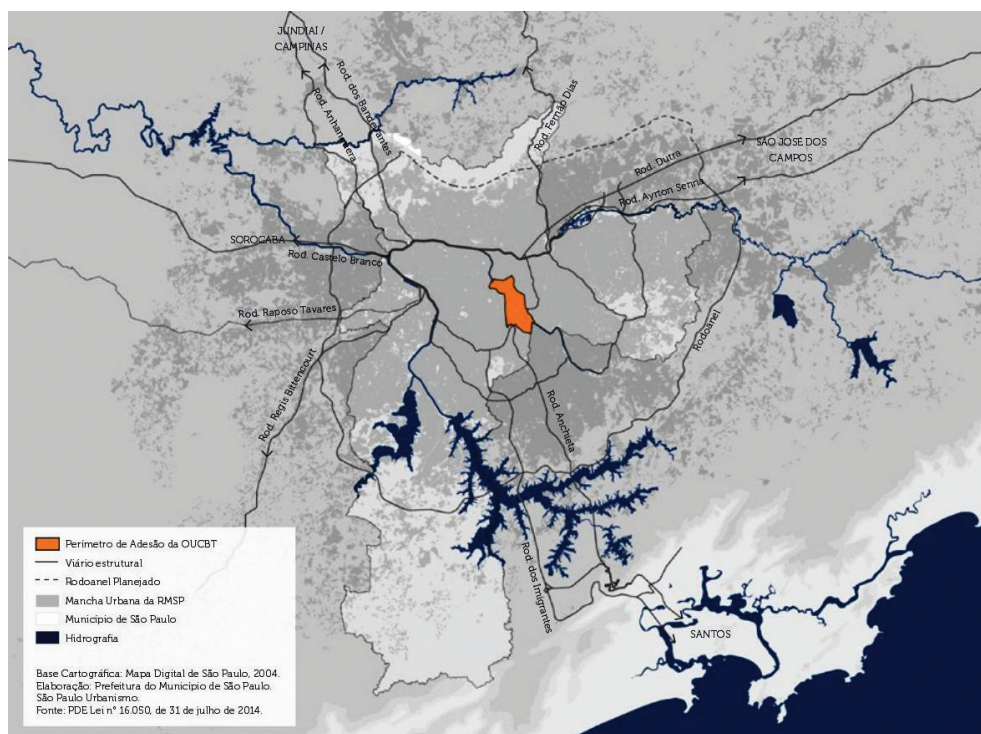 JUNDIAÍ /
CAMPINAS
Rod. dos Bandeirantes
Rod. Anhanguera
Rod. Fernão Dias
Rod. Dutra
SÃO JOSÉ DOS
CAMPOS
Rod. Ayrton Senna
SOROCABA
Rod. Castelo Branco
Rod. Raposo Tavares
Rodoanel
Rod. Regis Bittencourt
Rod. Anchieta
Rod. dos Imigrantes
SANTOS
Perímetro de Adesão da OUCBT
Viário estrutural
Rodoanel Planejado
Mancha Urbana da RMSP
Município de São Paulo
Hidrografia
Base Cartográfica: Mapa Digital de São Paulo, 2004.
Elaboração: Prefeitura do Município de São Paulo.
São Paulo Urbanismo.
Fonte: PDE Lei nº 16.050, de 31 de julho de 2014.